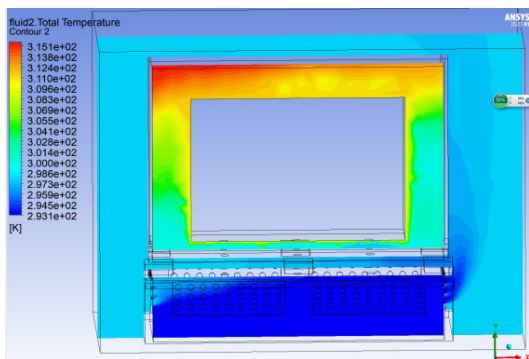 fluid2.Total Temperature
Contour 2
3.151e+02
3.138e+02
3.124e+02
3.110e+02
3.096e+02
3.083e+02
3.069e+02
3.055e+02
3.041e+02
3.028e+02
3.014e+02
3.000e+02
2.986e+02
2.973e+02
2.959e+02
2.945e+02
2.931e+02
[K]
ANSYS
Y
X